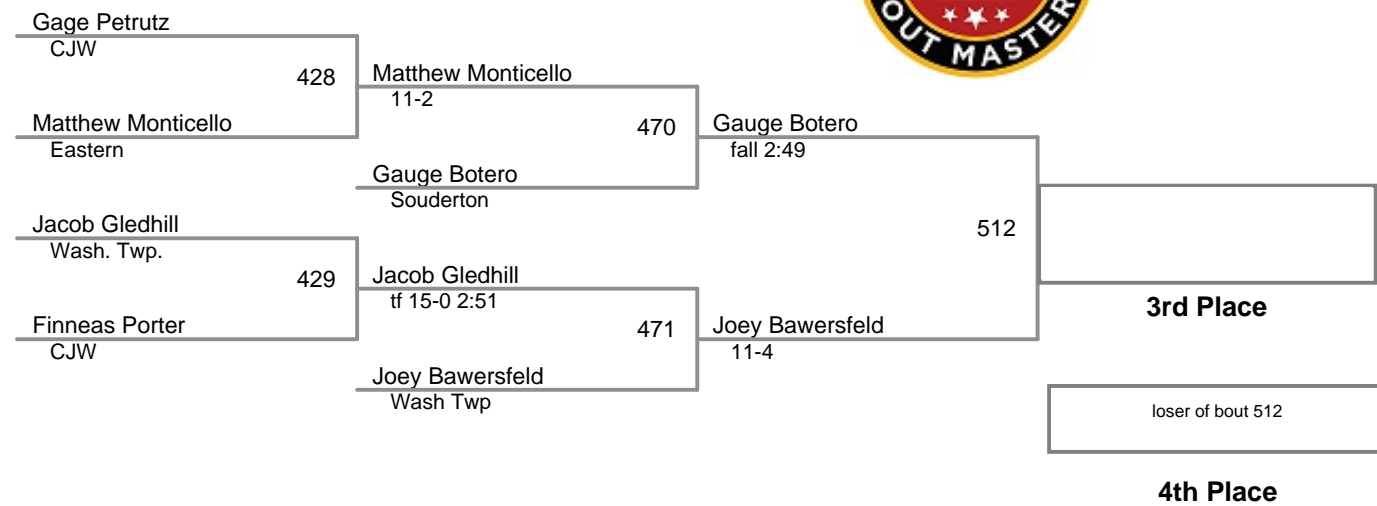 OUT MASTER
Gage Petrutz
CJW
428
Matthew Monticello
11-2
Matthew Monticello
Eastern
470
Gauge Botero
fall 2:49
Gauge Botero
Souderton
Jacob Gledhill
Wash. Twp.
512
429
Jacob Gledhill
tf 15-0 2:51
3rd Place
Finneas Porter
CJW
471
Joey Bawersfeld
11-4
Joey Bawersfeld
Wash Twp
loser of bout 512
4th Place